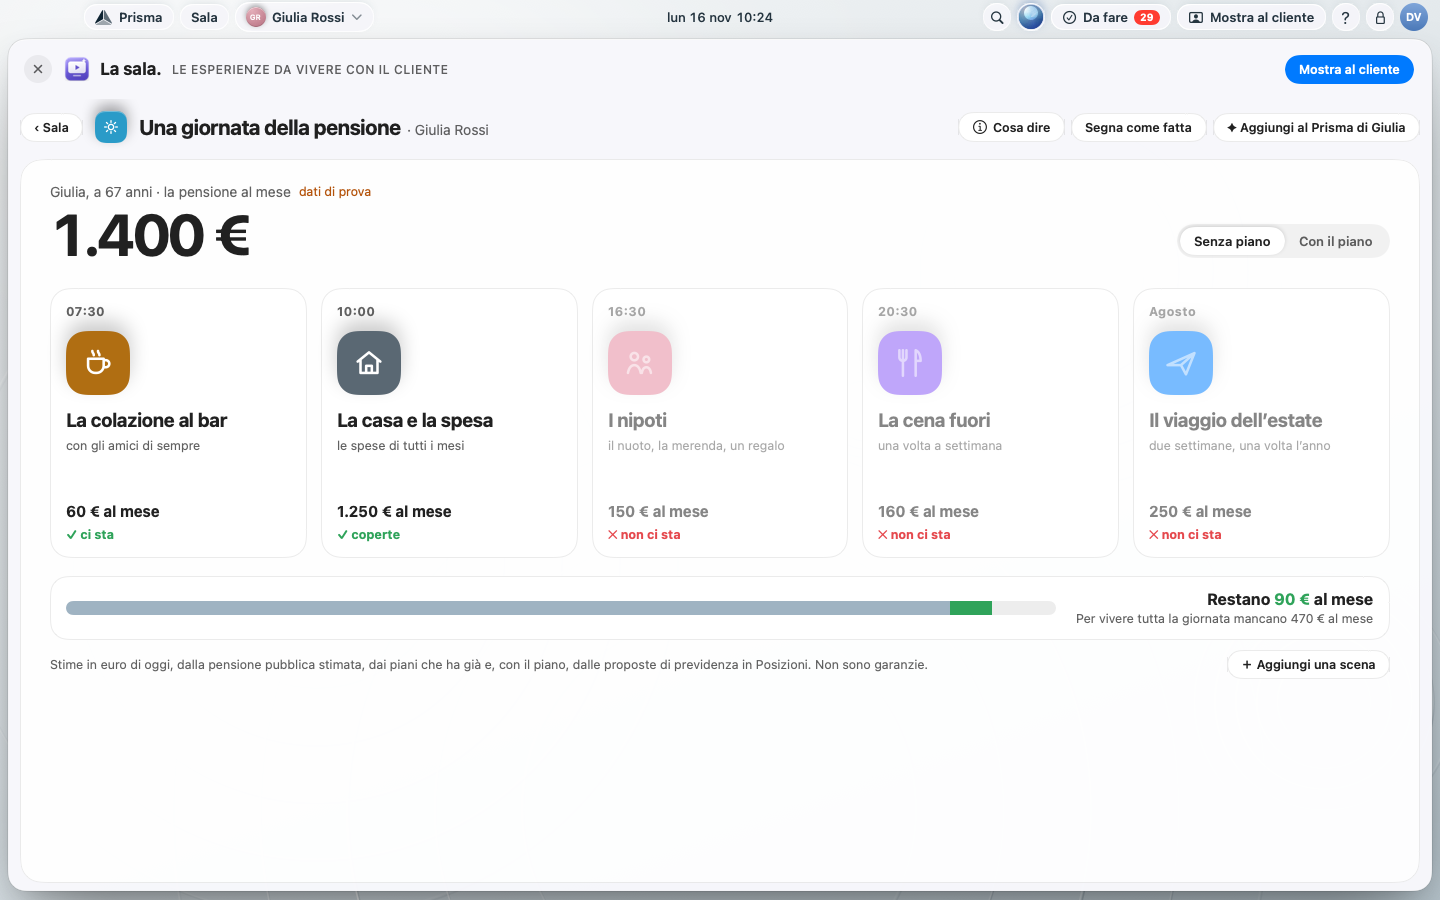 Prisma
Sala
GR Giulia Rossi
lun 16 nov 10:24
Da fare 29
Mostra al cliente
?
DV
La sala. LE ESPERIENZE DA VIVERE CON IL CLIENTE
Mostra al cliente
‹ Sala
Una giornata della pensione · Giulia Rossi
Cosa dire
Segna come fatta
Aggiungi al Prisma di Giulia
Giulia, a 67 anni · la pensione al mese dati di prova
1.400 €
Senza piano
Con il piano
07:30
La colazione al bar
con gli amici di sempre
60 € al mese
ci sta
10:00
La casa e la spesa
le spese di tutti i mesi
1.250 € al mese
coperte
16:30
I nipoti
il nuoto, la merenda, un regalo
150 € al mese
non ci sta
20:30
La cena fuori
una volta a settimana
160 € al mese
non ci sta
Agosto
Il viaggio dell’estate
due settimane, una volta l’anno
250 € al mese
non ci sta
Restano 90 € al mese
Per vivere tutta la giornata mancano 470 € al mese
Stime in euro di oggi, dalla pensione pubblica stimata, dai piani che ha già e, con il piano, dalle proposte di previdenza in Posizioni. Non sono garanzie.
+ Aggiungi una scena